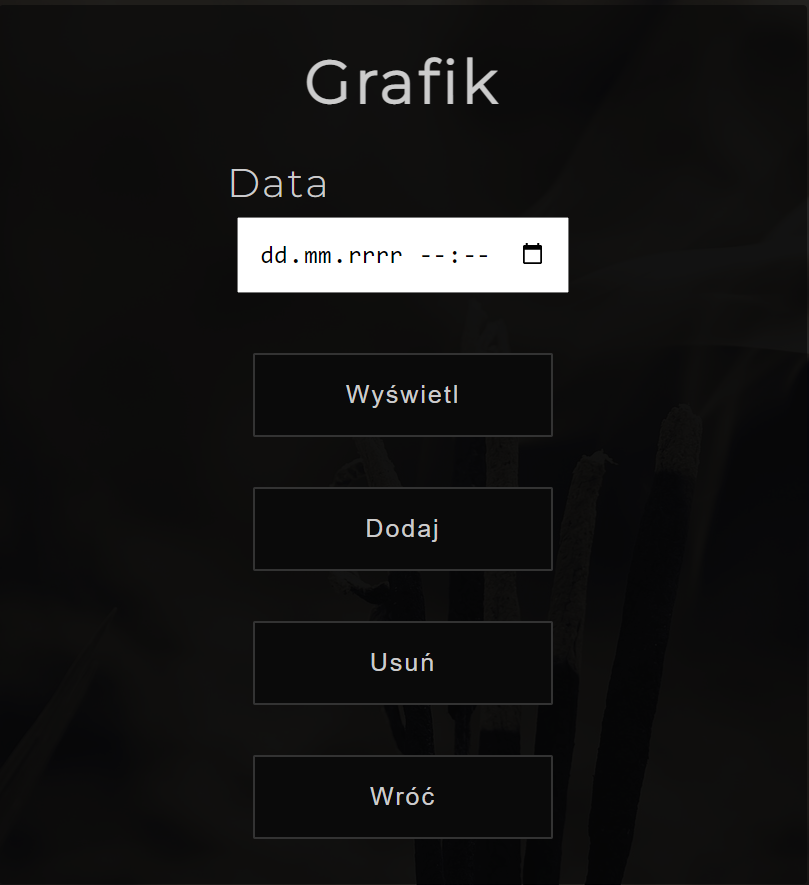 Grafik
Data
dd.mm.rrrr --:--
Wyświetl
Dodaj
Usuń
Wróć